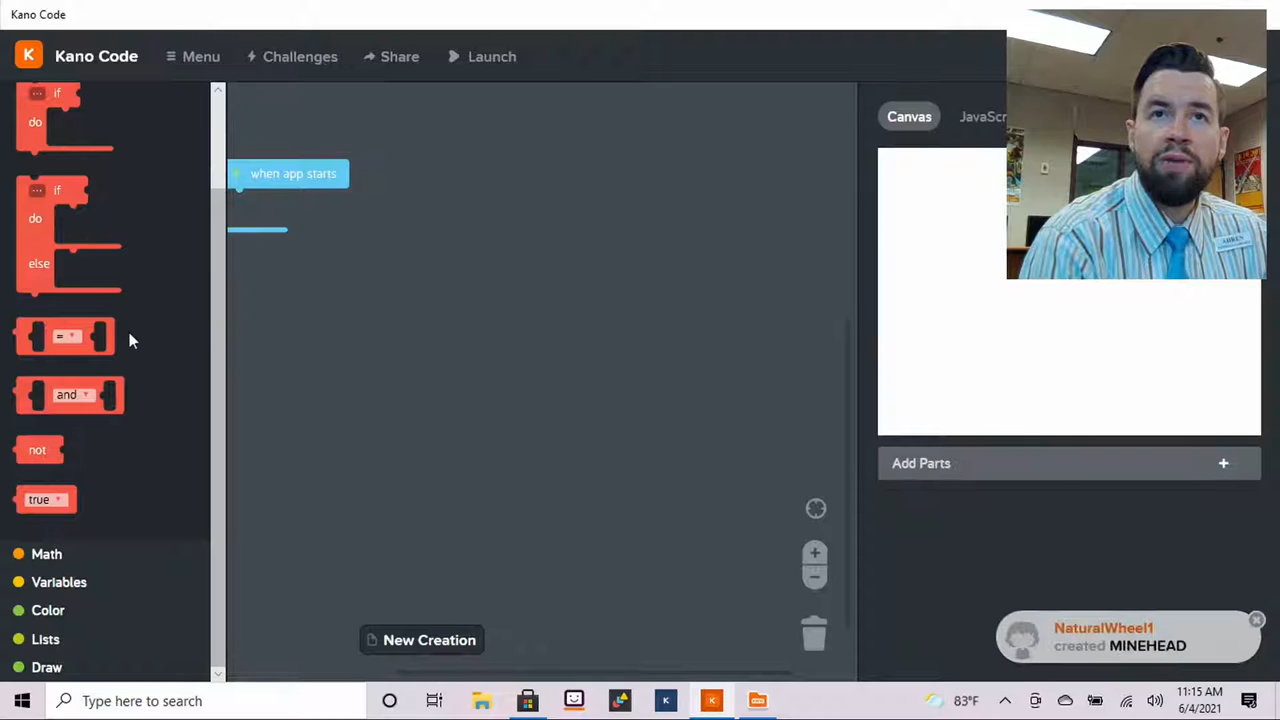 Kano Code
K
Kano Code
Menu
Challenges
Share
Launch
if
do
if
do
else
=
and
not
true
Math
Variables
Color
Lists
Draw
when app starts
New Creation
Canvas
JavaScr
Add Parts
+
+
−
NaturalWheel1
created MINEHEAD
Type here to search
83°F
11:15 AM
6/4/2021